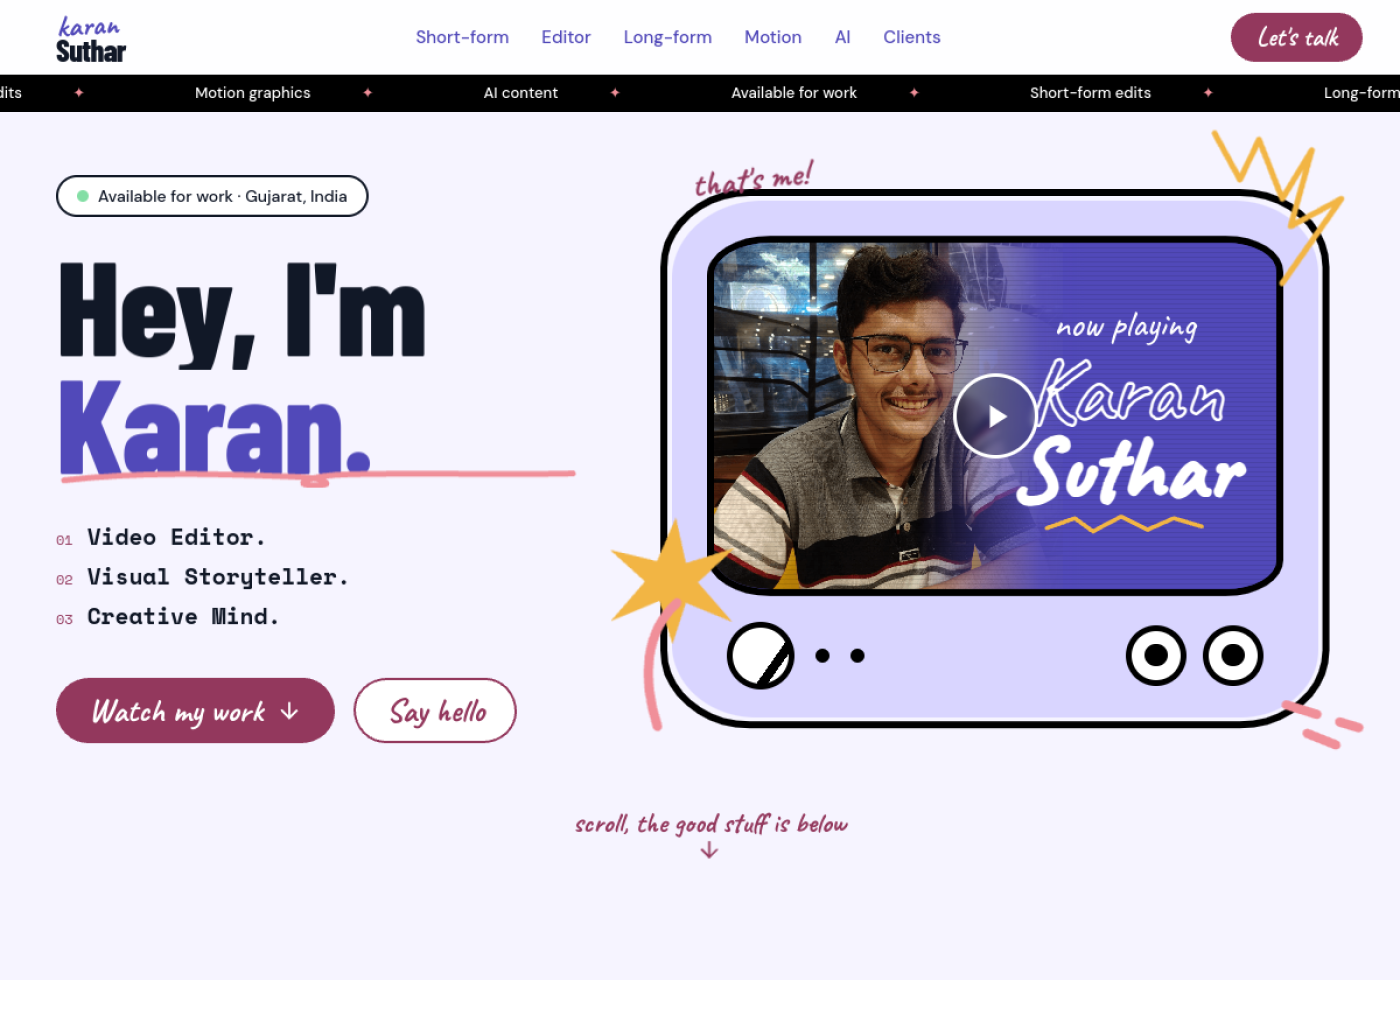 karan
Suthar
Short-form
Editor
Long-form
Motion
AI
Clients
Let's talk
Motion graphics ✦ AI content ✦ Available for work ✦ Short-form edits ✦ Long-form
Available for work · Gujarat, India
Hey, I'm
Karan.
01 Video Editor.
02 Visual Storyteller.
03 Creative Mind.
Watch my work ↓
Say hello
that's me!
now playing
Karan
Suthar
scroll, the good stuff is below
↓